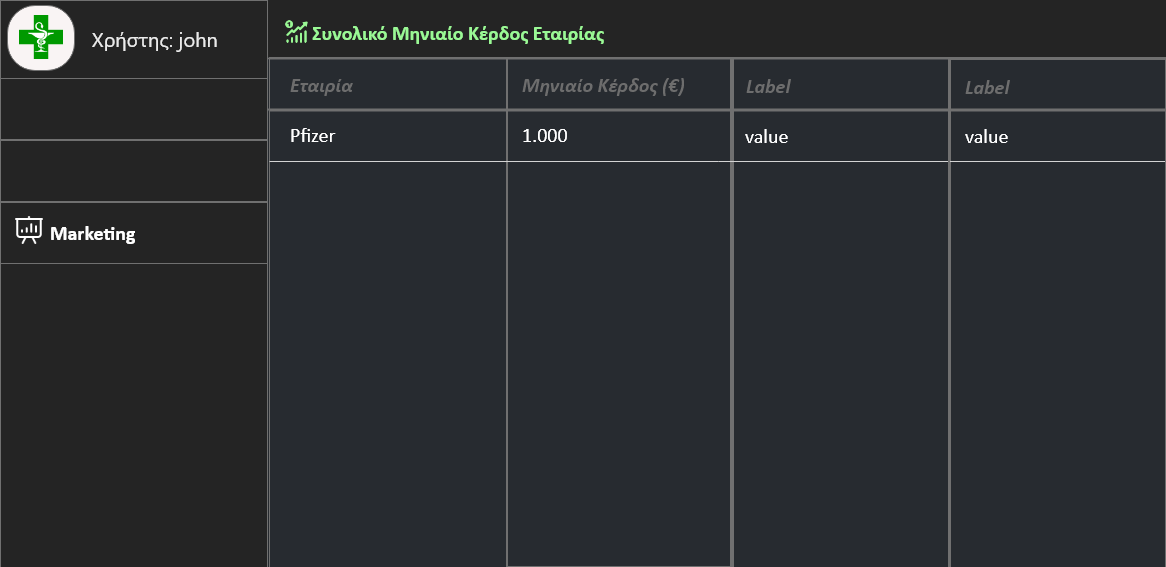 Χρήστης: john
Συνολικό Μηνιαίο Κέρδος Εταιρίας
Εταιρία Μηνιαίο Κέρδος (€) Label Label
Pfizer 1.000 value value
Marketing